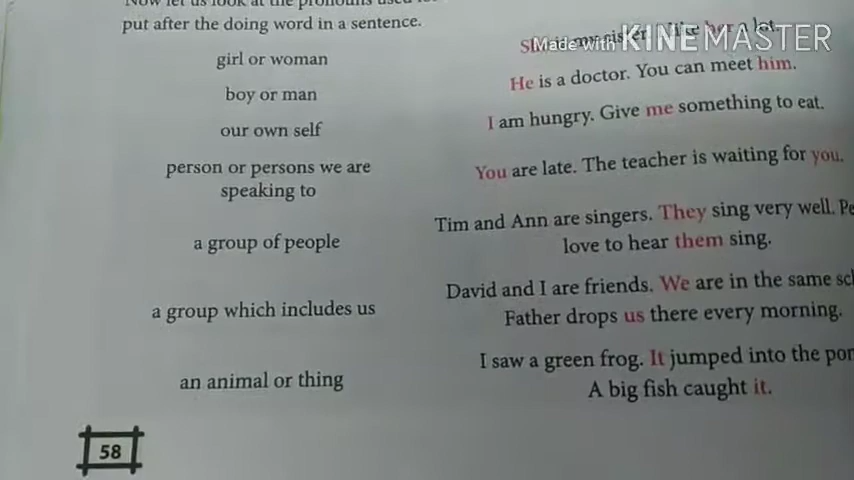 Now let us look at the pronouns used
put after the doing word in a sentence.
girl or woman
She is my sister. I like her a lot.
Made with KINEMASTER
boy or man
He is a doctor. You can meet him.
our own self
I am hungry. Give me something to eat.
person or persons we are
speaking to
You are late. The teacher is waiting for you.
a group of people
Tim and Ann are singers. They sing very well. Pe
love to hear them sing.
a group which includes us
David and I are friends. We are in the same sch
Father drops us there every morning.
an animal or thing
I saw a green frog. It jumped into the pon
A big fish caught it.
58